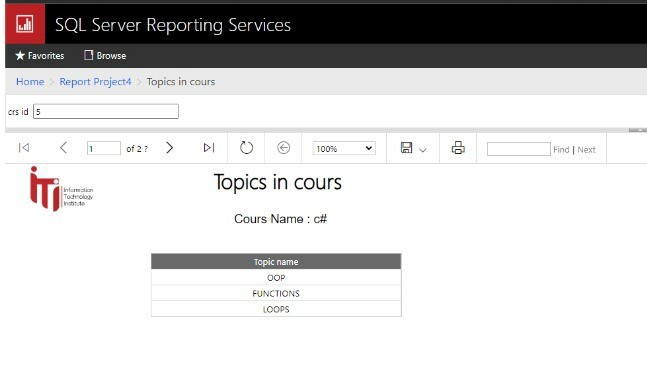 SQL Server Reporting Services
Favorites Browse
Home > Report Project4 > Topics in cours
crs id 5
1 of 2 ? 100% Find | Next
Information
Technology
Institute
Topics in cours
Cours Name : c#
Topic name
OOP
FUNCTIONS
LOOPS